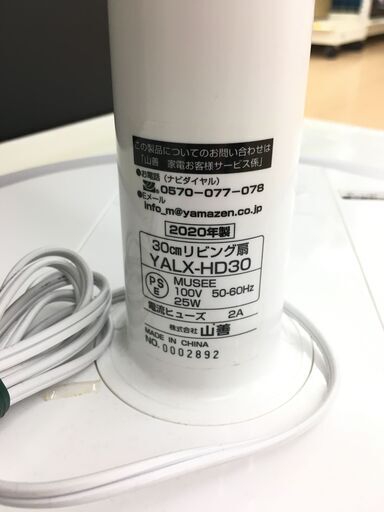 この製品についてのお問い合わせは
「山善 家電お客様サービス係」
●お電話（ナビダイヤル）
0570-077-078
●Eメール
info_m@yamazen.co.jp
2020年製
30cmリビング扇
YALX-HD30
PSE
MUSEE
100V 50-60Hz
25W
電流ヒューズ 2A
株式会社 山善
MADE IN CHINA
NO.0002892